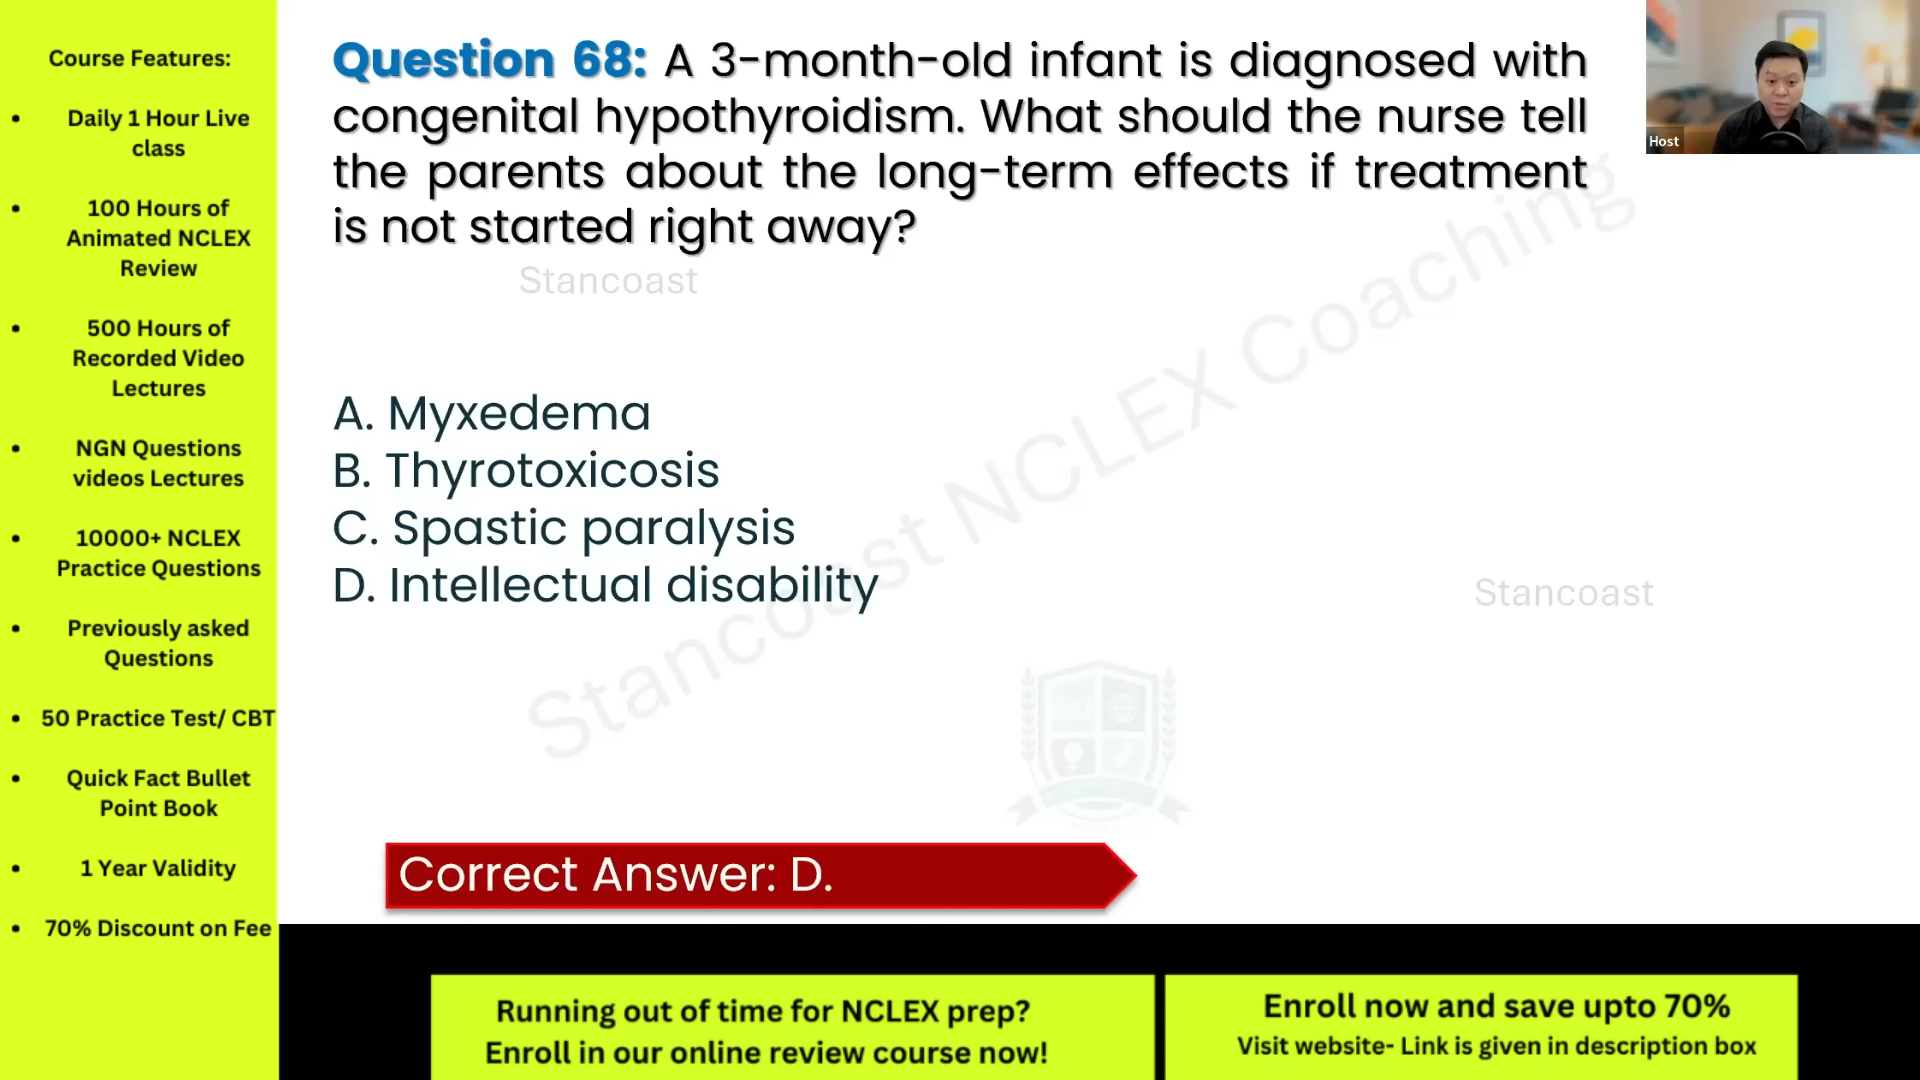 Course Features:
• Daily 1 Hour Live
class
• 100 Hours of
Animated NCLEX
Review
• 500 Hours of
Recorded Video
Lectures
• NGN Questions
videos Lectures
• 10000+ NCLEX
Practice Questions
• Previously asked
Questions
• 50 Practice Test/ CBT
• Quick Fact Bullet
Point Book
• 1 Year Validity
• 70% Discount on Fee
Question 68: A 3-month-old infant is diagnosed with
congenital hypothyroidism. What should the nurse tell
the parents about the long-term effects if treatment
is not started right away?
Stancoast
A. Myxedema
B. Thyrotoxicosis
C. Spastic paralysis
D. Intellectual disability
Stancoast NCLEX Coaching
Stancoast
Correct Answer: D.
Host
Running out of time for NCLEX prep?
Enroll in our online review course now!
Enroll now and save upto 70%
Visit website- Link is given in description box